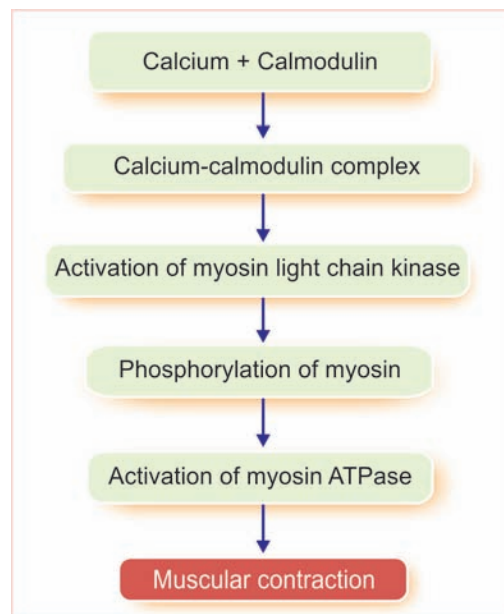 Calcium + Calmodulin
Calcium-calmodulin complex
Activation of myosin light chain kinase
Phosphorylation of myosin
Activation of myosin ATPase
Muscular contraction